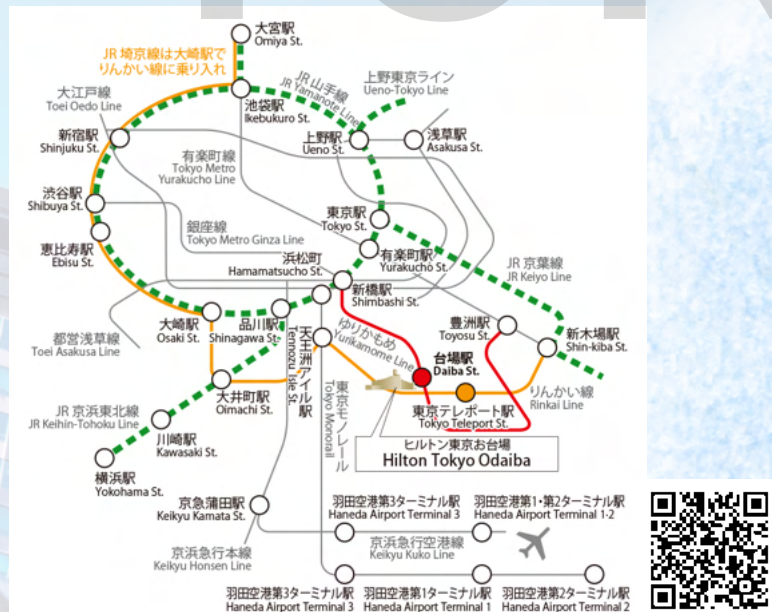 大宮駅
Omiya St.
JR 埼京線は大崎駅で
りんかい線に乗り入れ
大江戸線
Toei Oedo Line
池袋駅
Ikebukuro St.
JR 山手線
JR Yamanote Line
上野東京ライン
Ueno-Tokyo Line
新宿駅
Shinjuku St.
上野駅
Ueno St.
浅草駅
Asakusa St.
有楽町線
Tokyo Metro
Yurakucho Line
渋谷駅
Shibuya St.
東京駅
Tokyo St.
銀座線
Tokyo Metro Ginza Line
恵比寿駅
Ebisu St.
浜松町
Hamamatsucho St.
有楽町駅
Yurakucho St.
JR 京葉線
JR Keiyo Line
新橋駅
Shimbashi St.
大崎駅
Osaki St.
品川駅
Shinagawa St.
都営浅草線
Toei Asakusa Line
天王洲アイル駅
Tennozu Isle St.
ゆりかもめ
Yurikamome Line
豊洲駅
Toyosu St.
新木場駅
Shin-kiba St.
台場駅
Daiba St.
大井町駅
Oimachi St.
東京モノレール
Tokyo Monorail
りんかい線
Rinkai Line
東京テレポート駅
Tokyo Teleport St.
JR 京浜東北線
JR Keihin-Tohoku Line
川崎駅
Kawasaki St.
ヒルトン東京お台場
Hilton Tokyo Odaiba
横浜駅
Yokohama St.
京急蒲田駅
Keikyu Kamata St.
羽田空港第3ターミナル駅
Haneda Airport Terminal 3
羽田空港第1・第2ターミナル駅
Haneda Airport Terminal 1-2
京浜急行本線
Keikyu Honsen Line
京浜急行空港線
Keikyu Kuko Line
羽田空港第3ターミナル駅
Haneda Airport Terminal 3
羽田空港第1ターミナル駅
Haneda Airport Terminal 1
羽田空港第2ターミナル駅
Haneda Airport Terminal 2